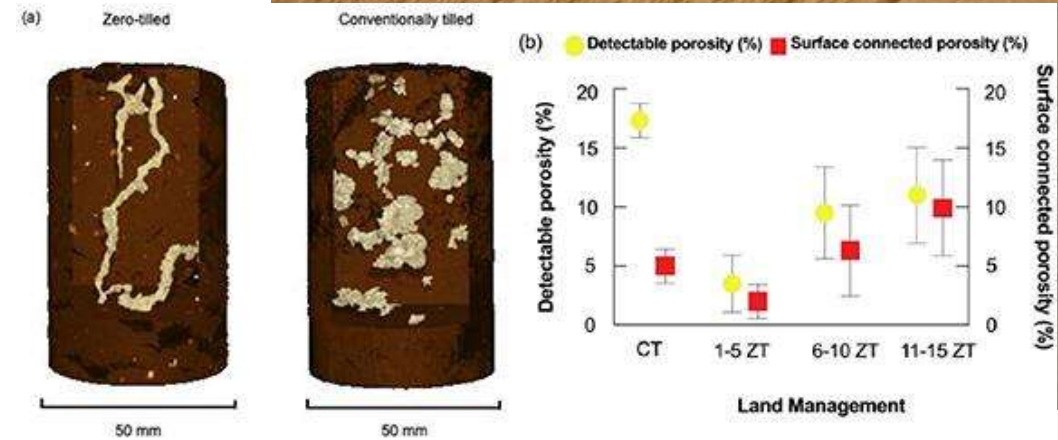 (a)
Zero-tilled
Conventionally tilled
50 mm
50 mm
(b)
Detectable porosity (%)
Surface connected porosity (%)
Detectable porosity (%)
20
15
10
5
0
20
15
10
5
0
Surface connected porosity (%)
CT
1-5 ZT
6-10 ZT
11-15 ZT
Land Management